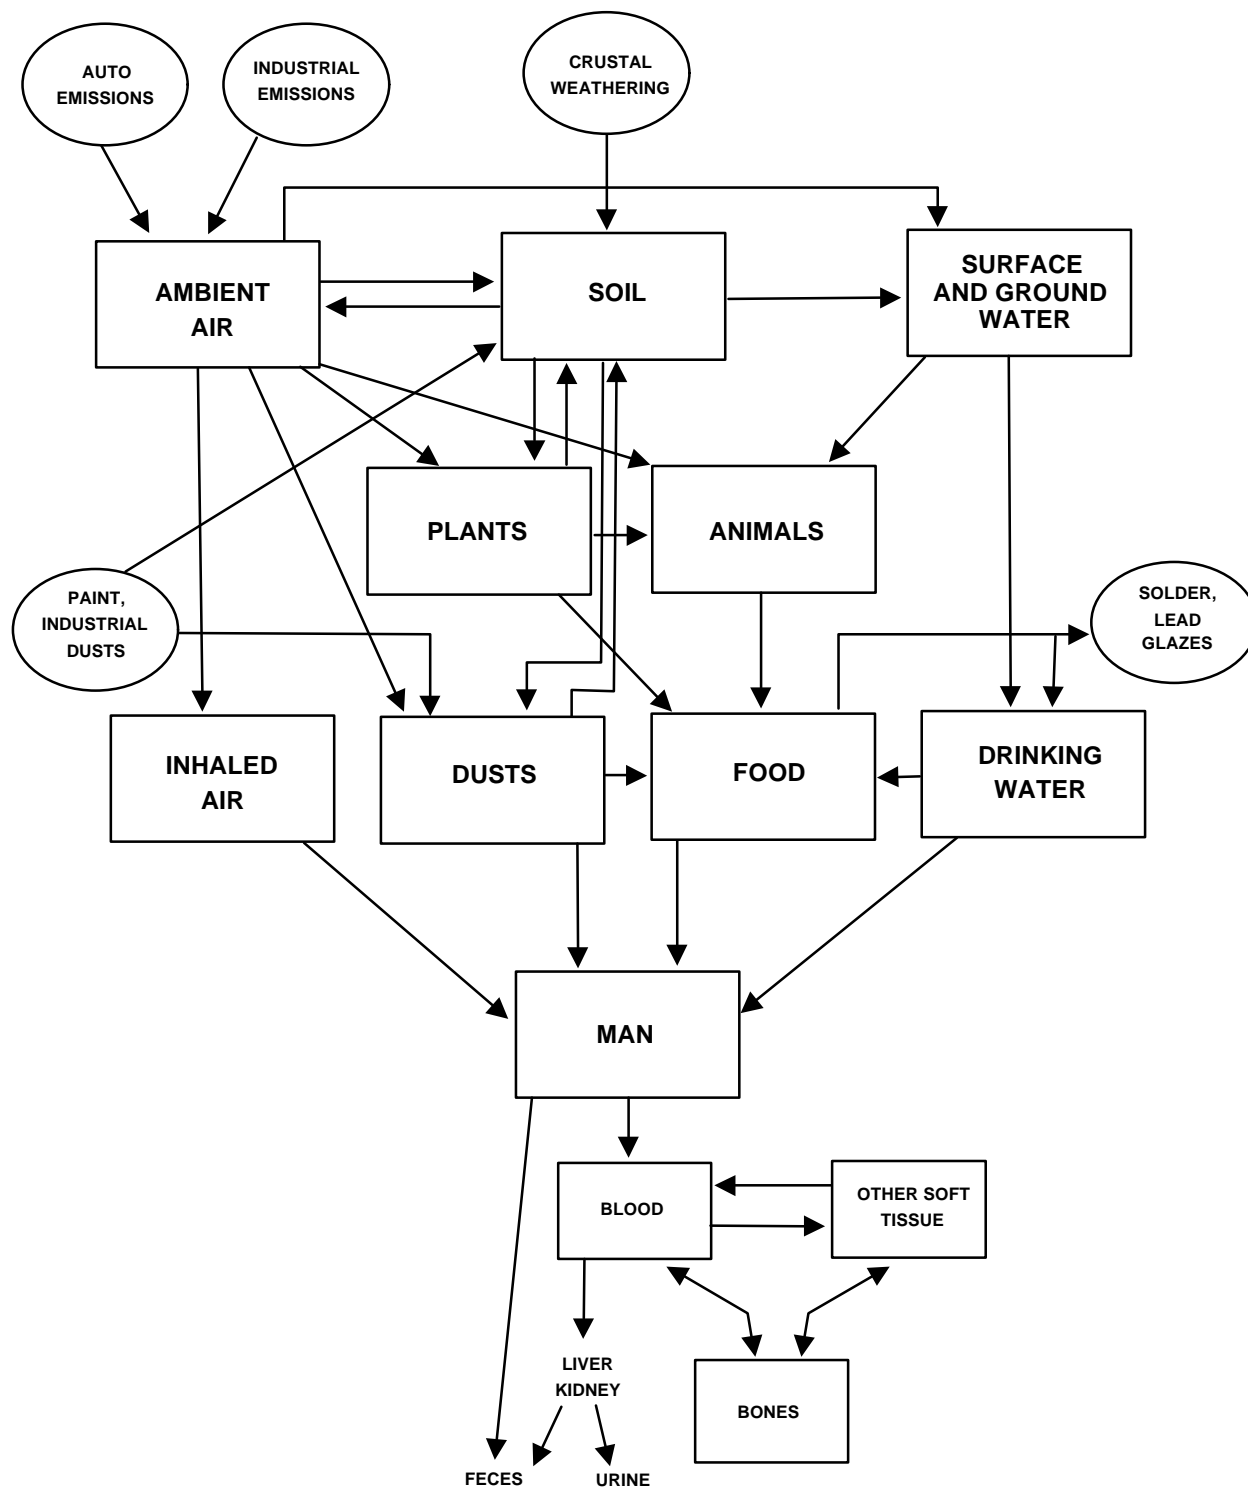 AUTO
EMISSIONS
INDUSTRIAL
EMISSIONS
CRUSTAL
WEATHERING
AMBIENT
AIR
SOIL
SURFACE
AND GROUND
WATER
PLANTS
ANIMALS
PAINT,
INDUSTRIAL
DUSTS
SOLDER,
LEAD
GLAZES
INHALED
AIR
DUSTS
FOOD
DRINKING
WATER
MAN
BLOOD
OTHER SOFT
TISSUE
LIVER
KIDNEY
BONES
FECES
URINE